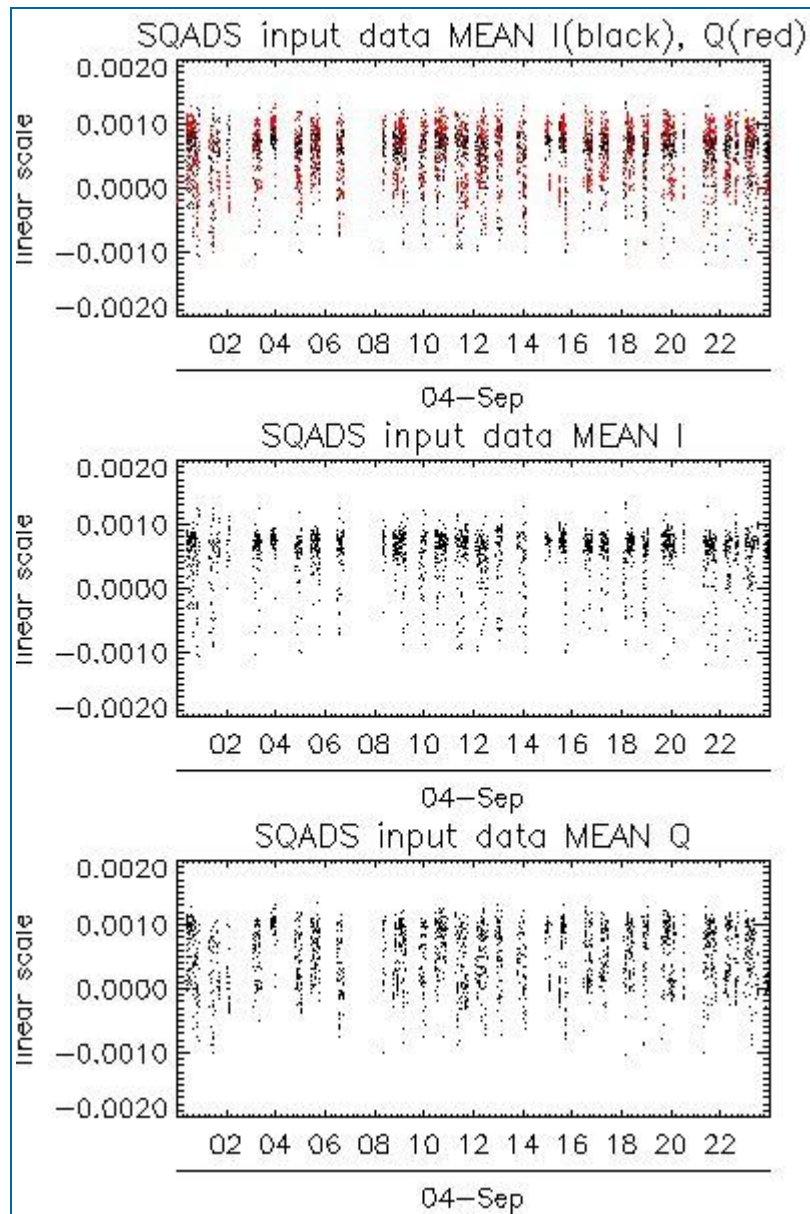 SQADS input data MEAN I(black), Q(red)
linear scale
0.0020
0.0010
0.0000
-0.0010
-0.0020
02 04 06 08 10 12 14 16 18 20 22
04-Sep
SQADS input data MEAN I
linear scale
0.0020
0.0010
0.0000
-0.0010
-0.0020
02 04 06 08 10 12 14 16 18 20 22
04-Sep
SQADS input data MEAN Q
linear scale
0.0020
0.0010
0.0000
-0.0010
-0.0020
02 04 06 08 10 12 14 16 18 20 22
04-Sep